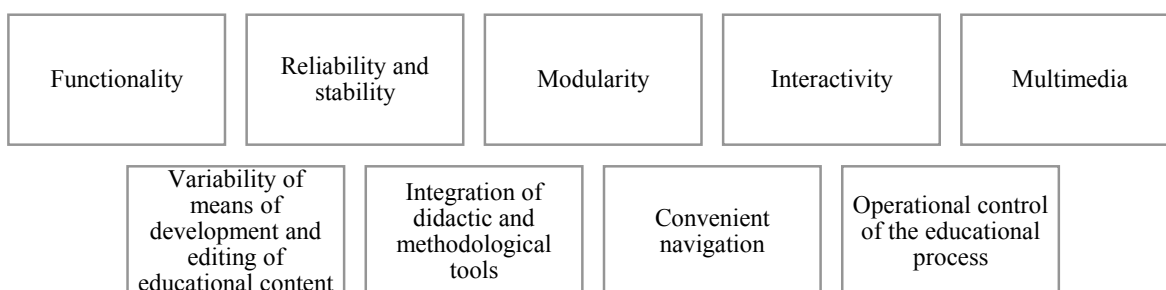 Functionality
Reliability and
stability
Modularity
Interactivity
Multimedia
Variability of
means of
development and
editing of
educational content
Integration of
didactic and
methodological
tools
Convenient
navigation
Operational control
of the educational
process